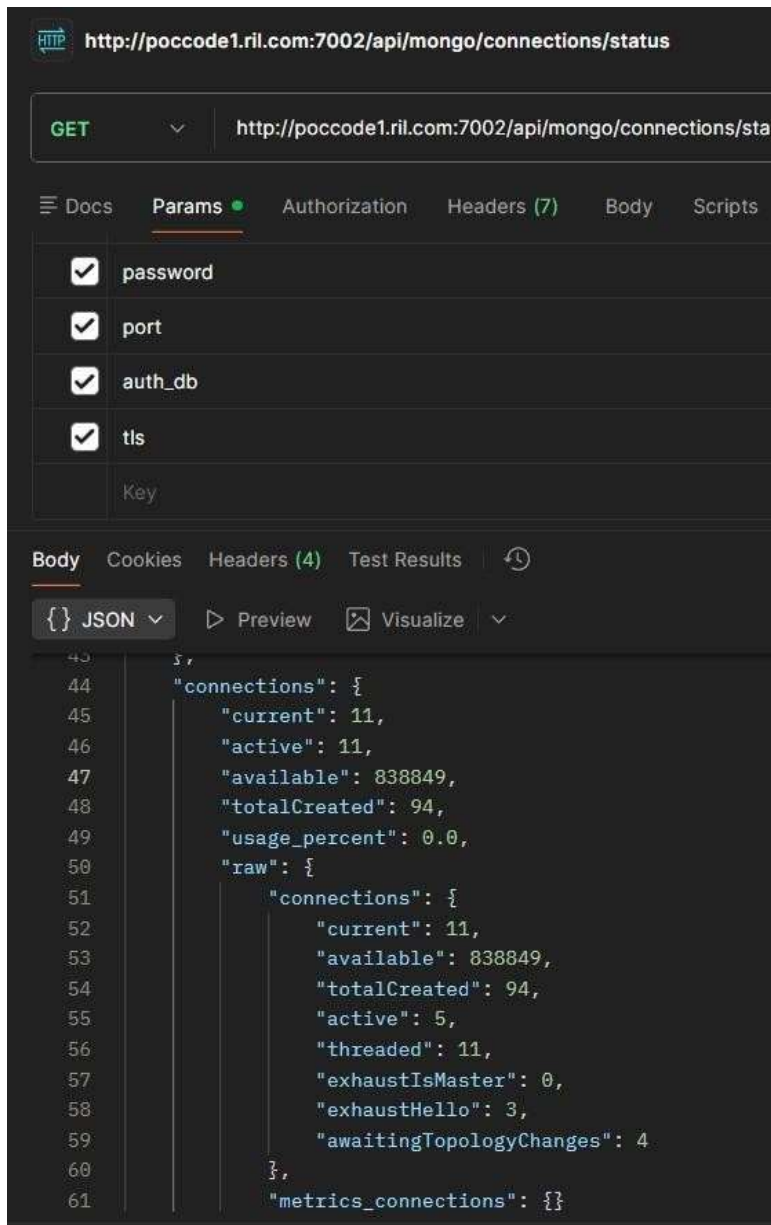 HTTP http://poccode1.ril.com:7002/api/mongo/connections/status
GET http://poccode1.ril.com:7002/api/mongo/connections/sta
Docs Params Authorization Headers (7) Body Scripts
password
port
auth_db
tls
Key
Body Cookies Headers (4) Test Results
{} JSON Preview Visualize
43 },
44 "connections": {
45 "current": 11,
46 "active": 11,
47 "available": 838849,
48 "totalCreated": 94,
49 "usage_percent": 0.0,
50 "raw": {
51 "connections": {
52 "current": 11,
53 "available": 838849,
54 "totalCreated": 94,
55 "active": 5,
56 "threaded": 11,
57 "exhaustIsMaster": 0,
58 "exhaustHello": 3,
59 "awaitingTopologyChanges": 4
60 },
61 "metrics_connections": {}